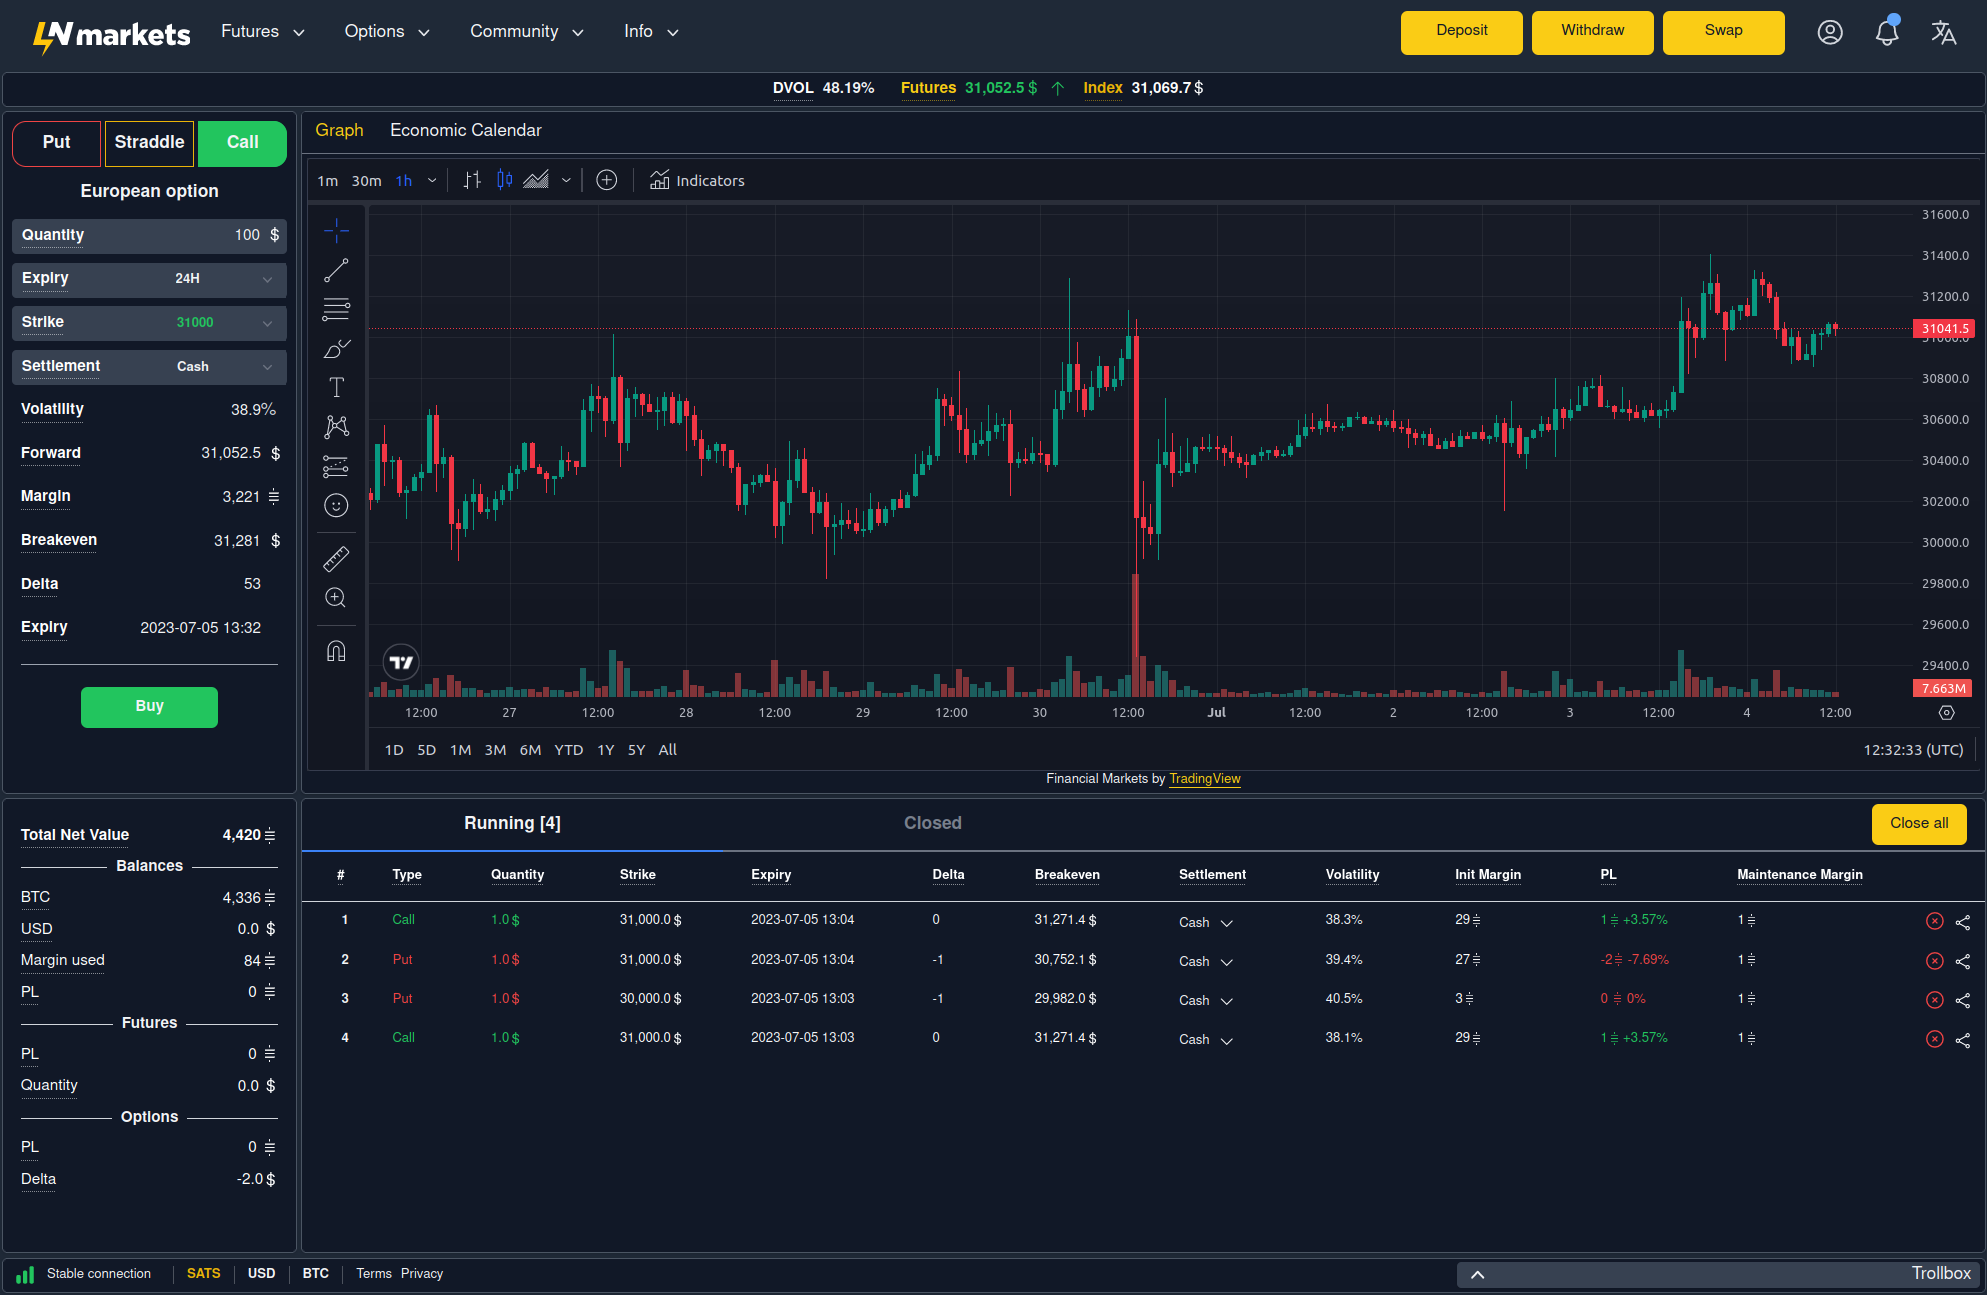 LN markets Futures Options Community Info Deposit Withdraw Swap
DVOL 48.19% Futures 31,052.5 $ ↑ Index 31,069.7 $
Put Straddle Call
European option
Quantity 100 $
Expiry 24H
Strike 31000
Settlement Cash
Volatility 38.9%
Forward 31,052.5 $
Margin 3,221
Breakeven 31,281 $
Delta 53
Expiry 2023-07-05 13:32
Buy
Graph Economic Calendar
1m 30m 1h Indicators
31600.0
31400.0
31200.0
31041.5
31000.0
30800.0
30600.0
30400.0
30200.0
30000.0
29800.0
29600.0
29400.0
7.663M
12:00 27 12:00 28 12:00 29 12:00 30 12:00 Jul 12:00 2 12:00 3 12:00 4 12:00
1D 5D 1M 3M 6M YTD 1Y 5Y All 12:32:33 (UTC)
Financial Markets by TradingView
Total Net Value 4,420
Balances
BTC 4,336
USD 0.0 $
Margin used 84
PL 0
Futures
PL 0
Quantity 0.0 $
Options
PL 0
Delta -2.0 $
Running [4] Closed Close all
# Type Quantity Strike Expiry Delta Breakeven Settlement Volatility Init Margin PL Maintenance Margin
1 Call 1.0 $ 31,000.0 $ 2023-07-05 13:04 0 31,271.4 $ Cash 38.3% 29 1 +3.57% 1
2 Put 1.0 $ 31,000.0 $ 2023-07-05 13:04 -1 30,752.1 $ Cash 39.4% 27 -2 -7.69% 1
3 Put 1.0 $ 30,000.0 $ 2023-07-05 13:03 -1 29,982.0 $ Cash 40.5% 3 0 0% 1
4 Call 1.0 $ 31,000.0 $ 2023-07-05 13:03 0 31,271.4 $ Cash 38.1% 29 1 +3.57% 1
Stable connection SATS USD BTC Terms Privacy Trollbox